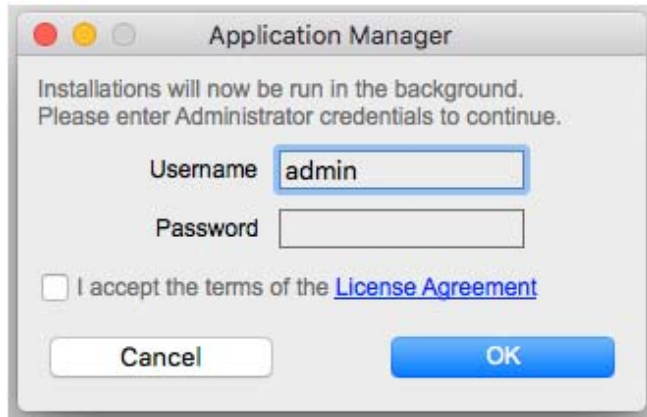 Application Manager
Installations will now be run in the background.
Please enter Administrator credentials to continue.
Username admin
Password
I accept the terms of the License Agreement
Cancel OK